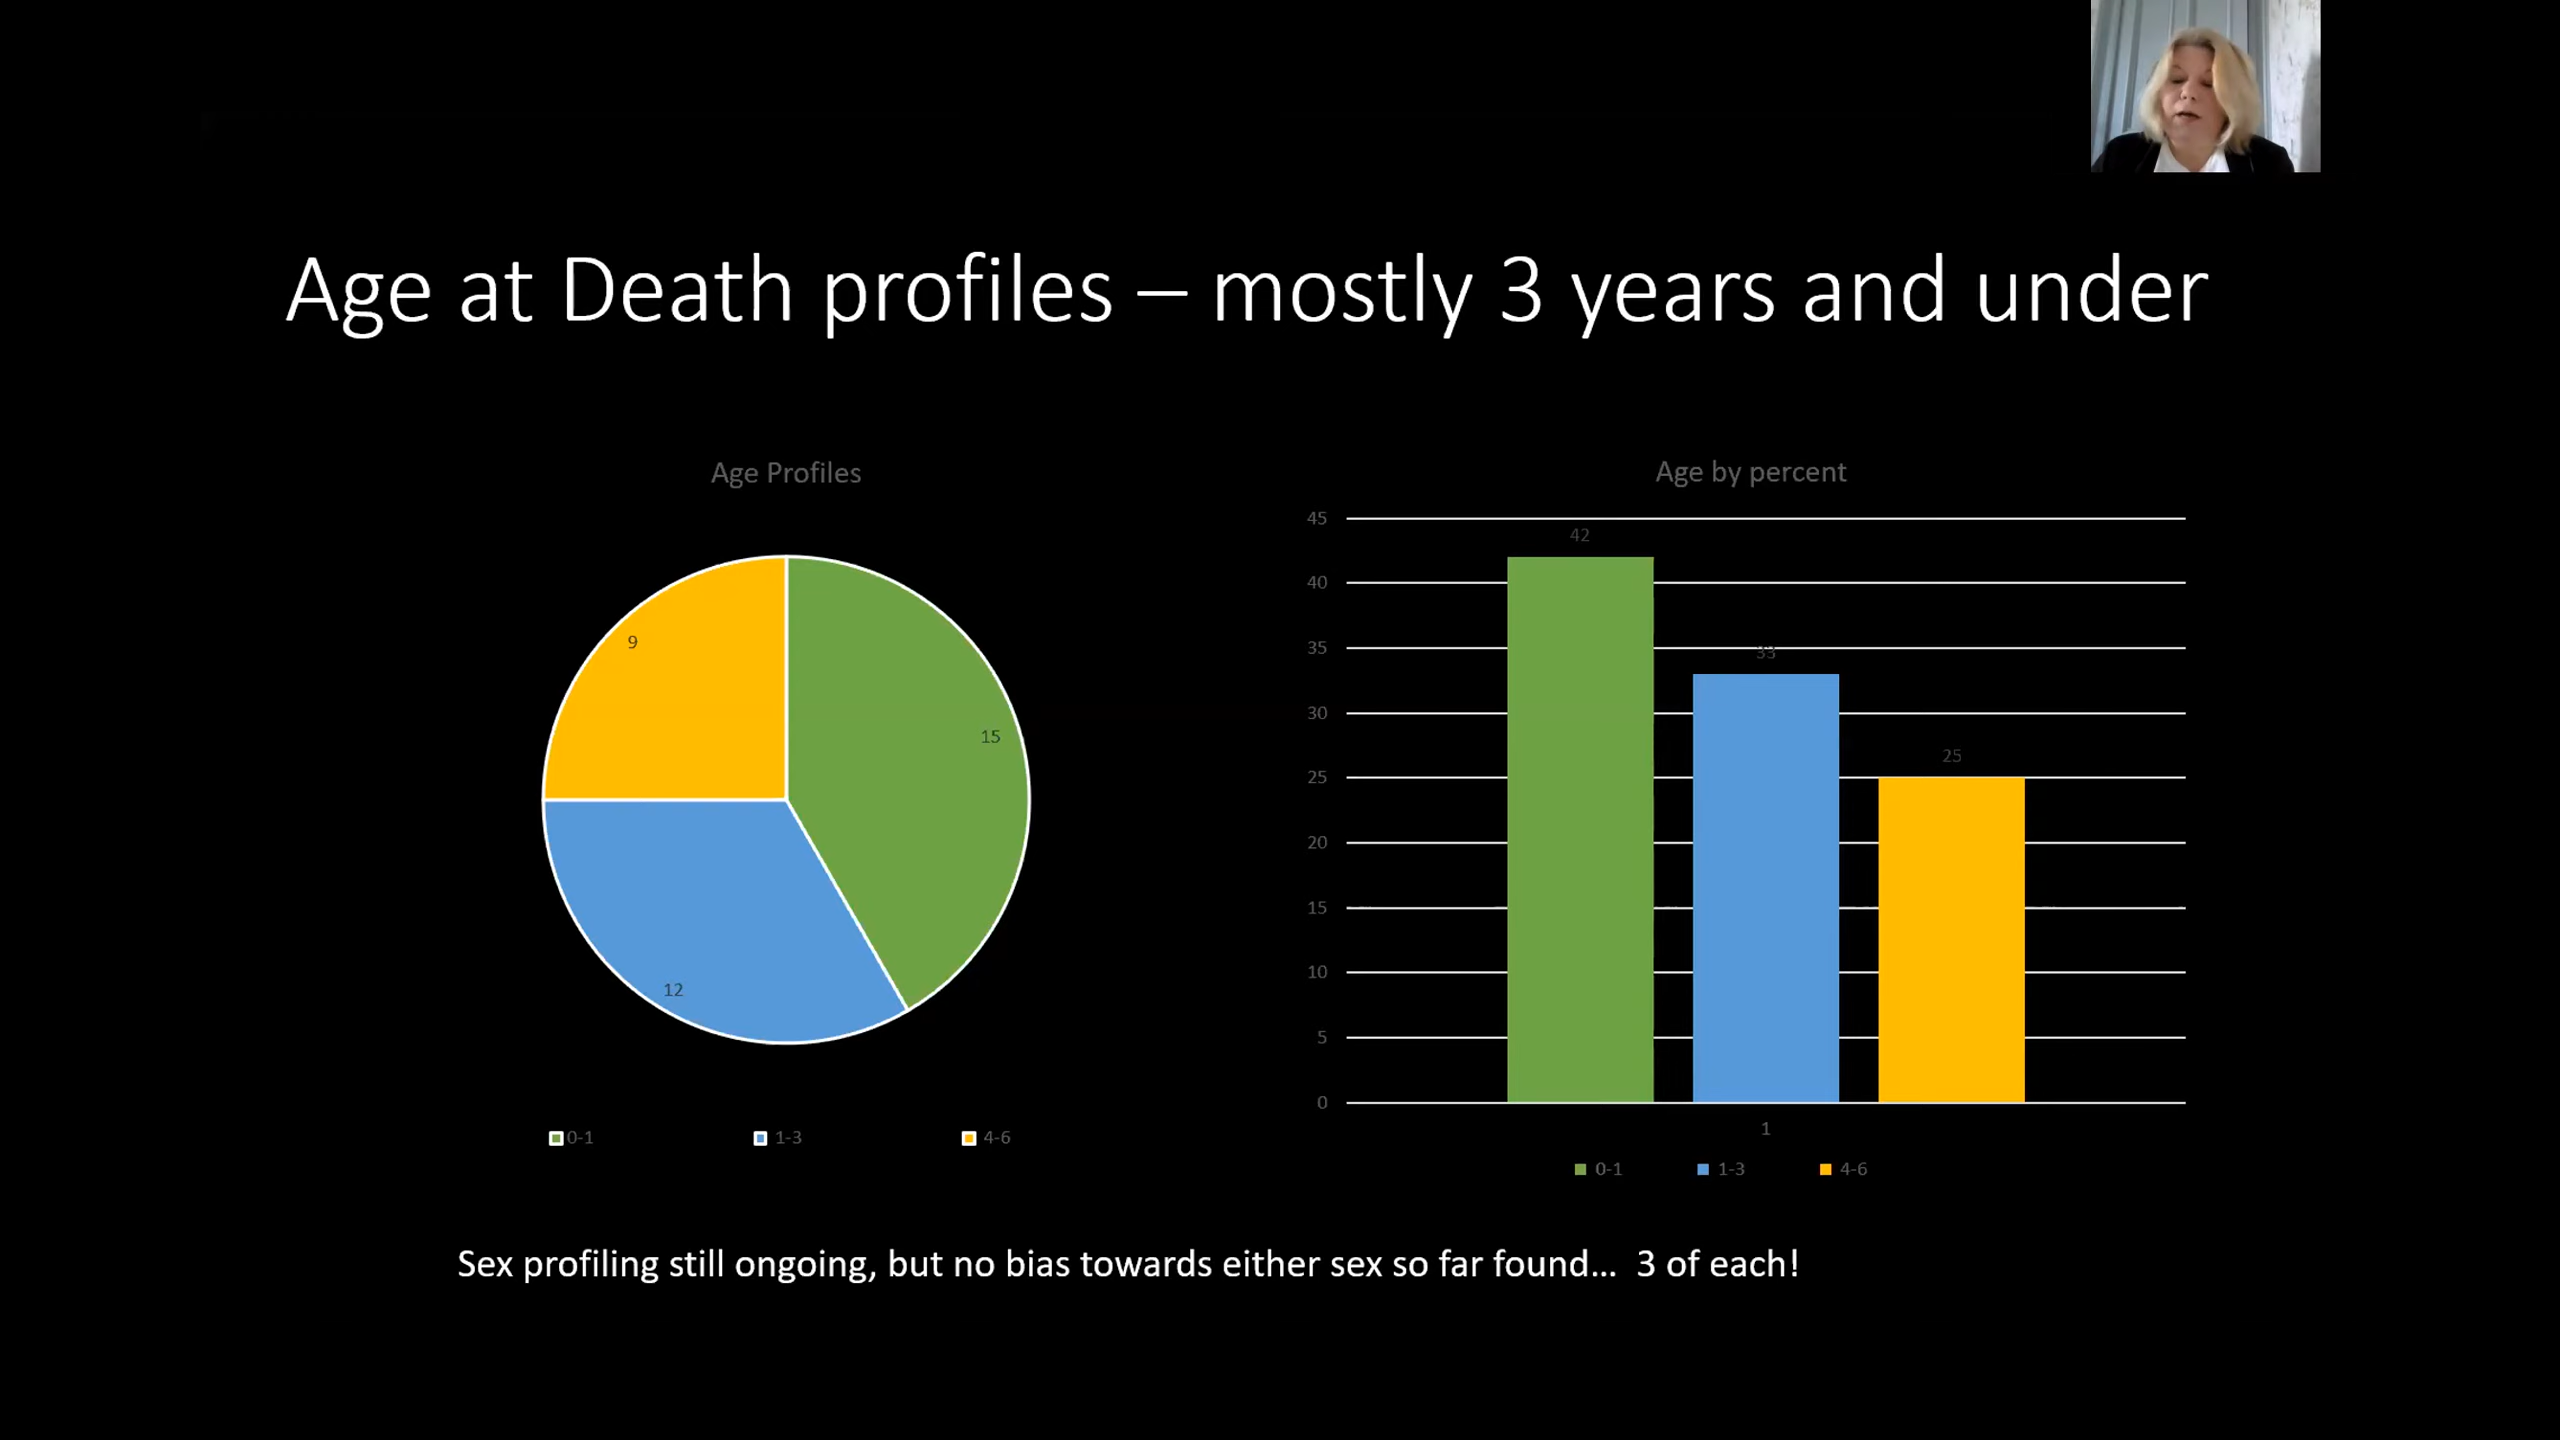 Age at Death profiles – mostly 3 years and under
Age Profiles
9
15
12
0-1 1-3 4-6
Age by percent
45
42
40
35
33
30
25
25
20
15
10
5
0
1
0-1 1-3 4-6
Sex profiling still ongoing, but no bias towards either sex so far found... 3 of each!